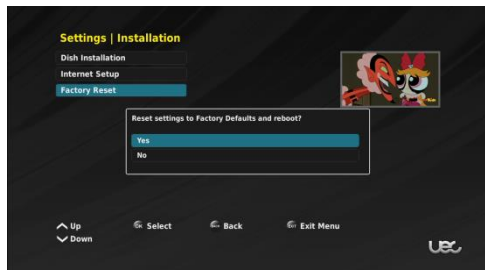 Settings | Installation
Dish Installation
Internet Setup
Factory Reset
Reset settings to Factory Defaults and reboot?
Yes
No
Up
Select
Back
Exit Menu
Down
UEC